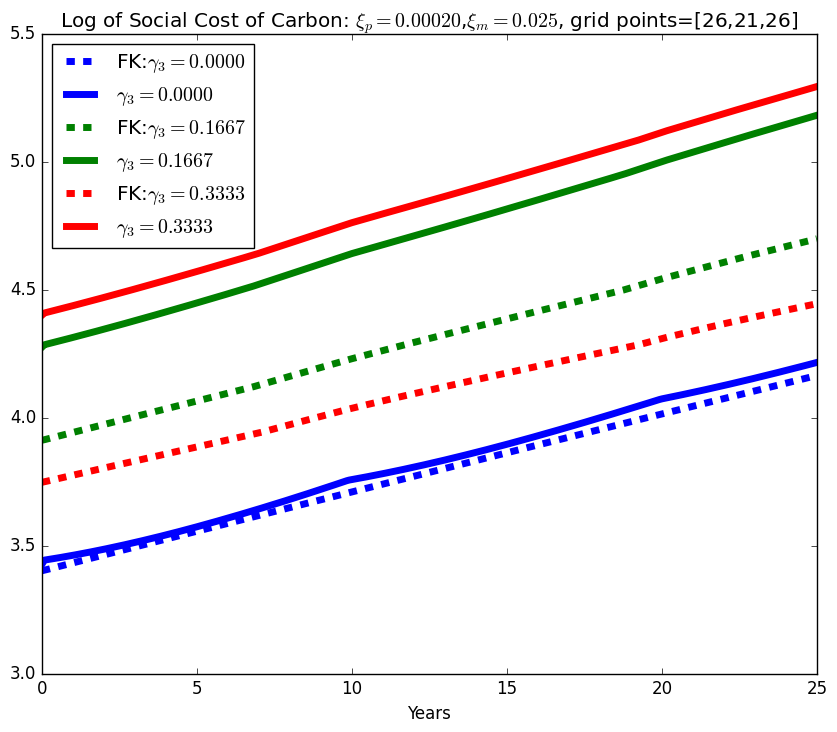 Log of Social Cost of Carbon: ξₚ = 0.00020,ξₘ = 0.025, grid points=[26,21,26]
5.5
FK:γ₃ = 0.0000
γ₃ = 0.0000
FK:γ₃ = 0.1667
γ₃ = 0.1667
FK:γ₃ = 0.3333
γ₃ = 0.3333
5.0
4.5
4.0
3.5
3.0
0 5 10 15 20 25
Years